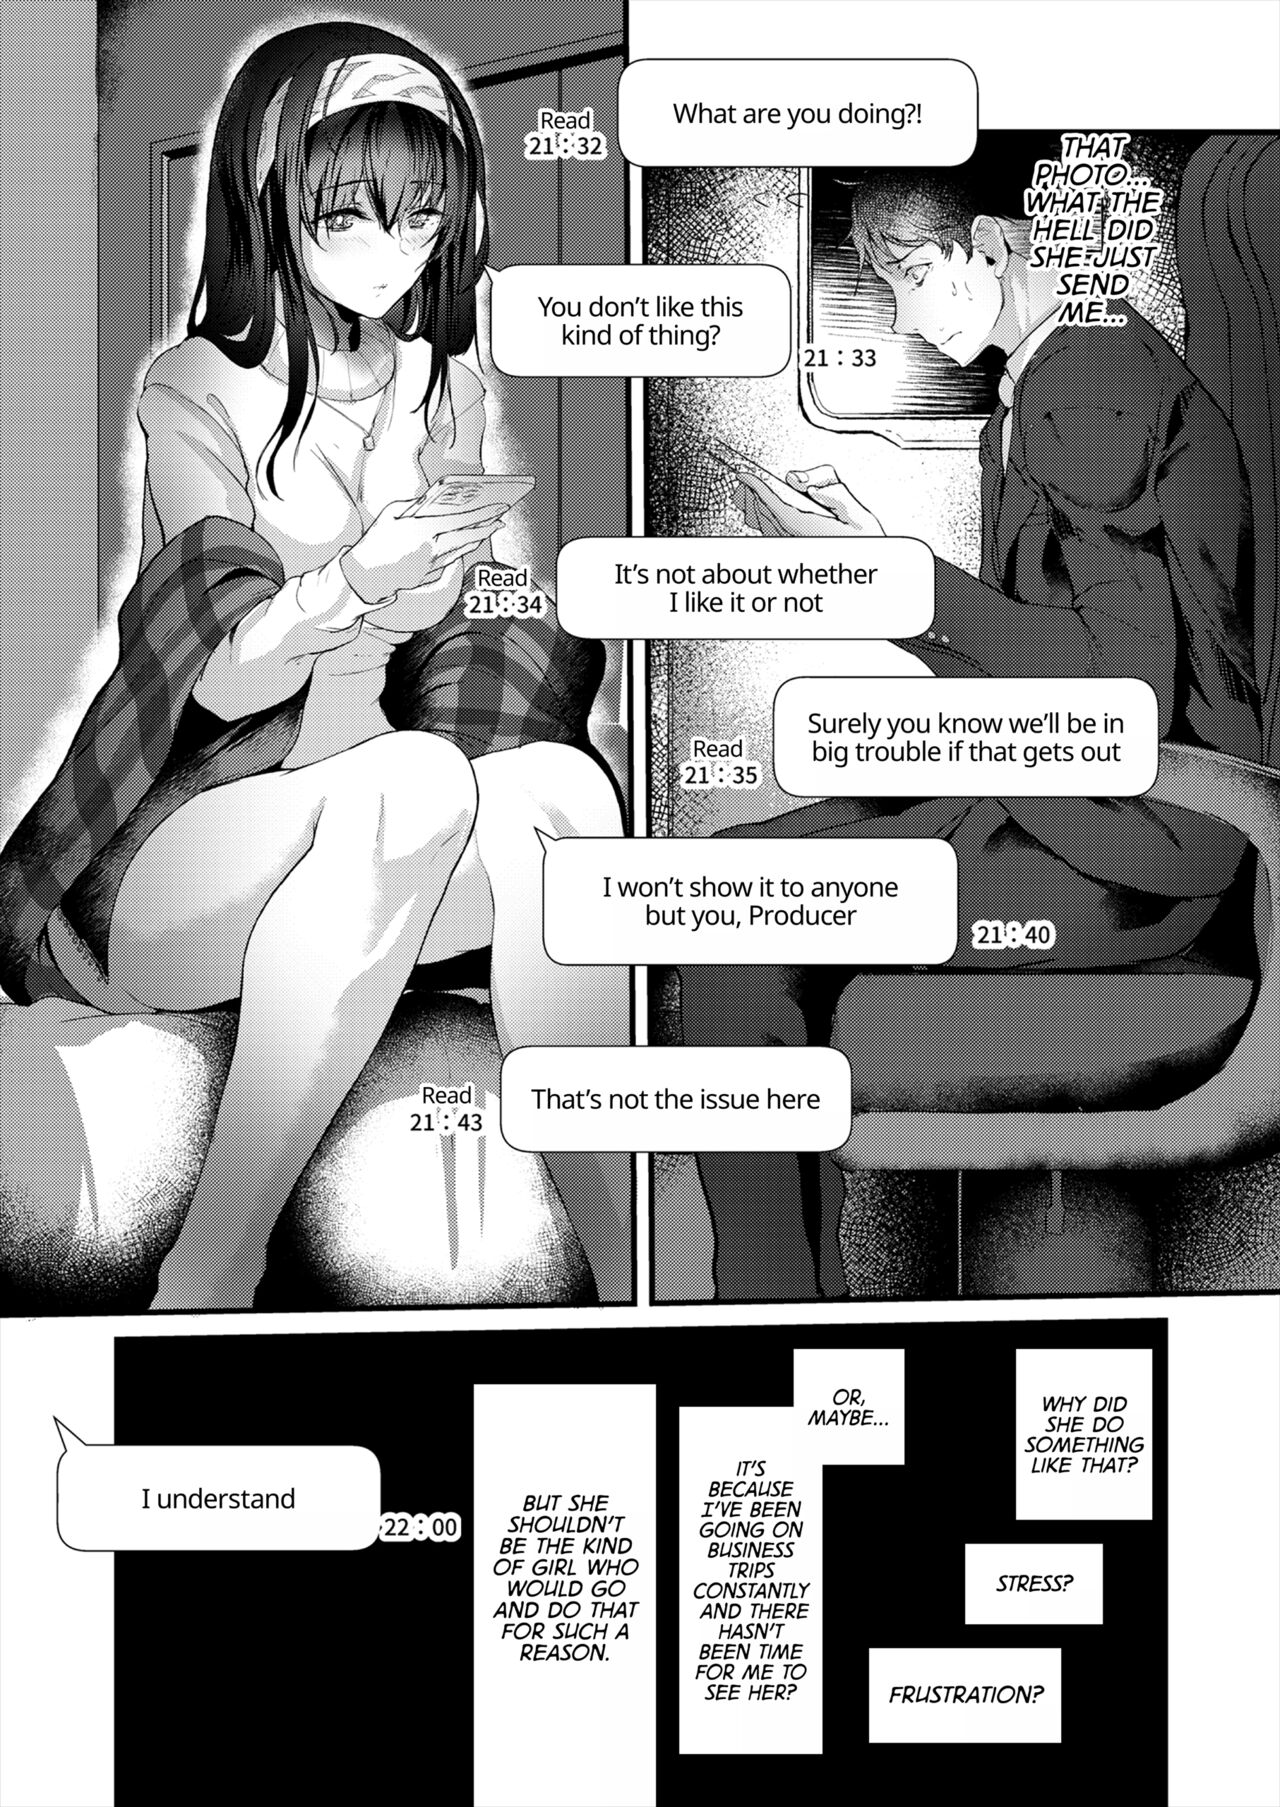 What are you doing?!
Read
21:32
THAT
PHOTO...
WHAT THE
HELL DID
SHE JUST
SEND
ME...
You don't like this
kind of thing?
21:33
It's not about whether
I like it or not
Read
21:34
Surely you know we'll be in
big trouble if that gets out
Read
21:35
I won't show it to anyone
but you, Producer
21:40
That's not the issue here
Read
21:43
WHY DID
SHE DO
SOMETHING
LIKE THAT?
STRESS?
FRUSTRATION?
OR,
MAYBE...
IT'S
BECAUSE
I'VE BEEN
GOING ON
BUSINESS
TRIPS
CONSTANTLY
AND THERE
HASN'T
BEEN TIME
FOR ME TO
SEE HER?
BUT SHE
SHOULDN'T
BE THE KIND
OF GIRL WHO
WOULD GO
AND DO THAT
FOR SUCH A
REASON.
I understand
22:00